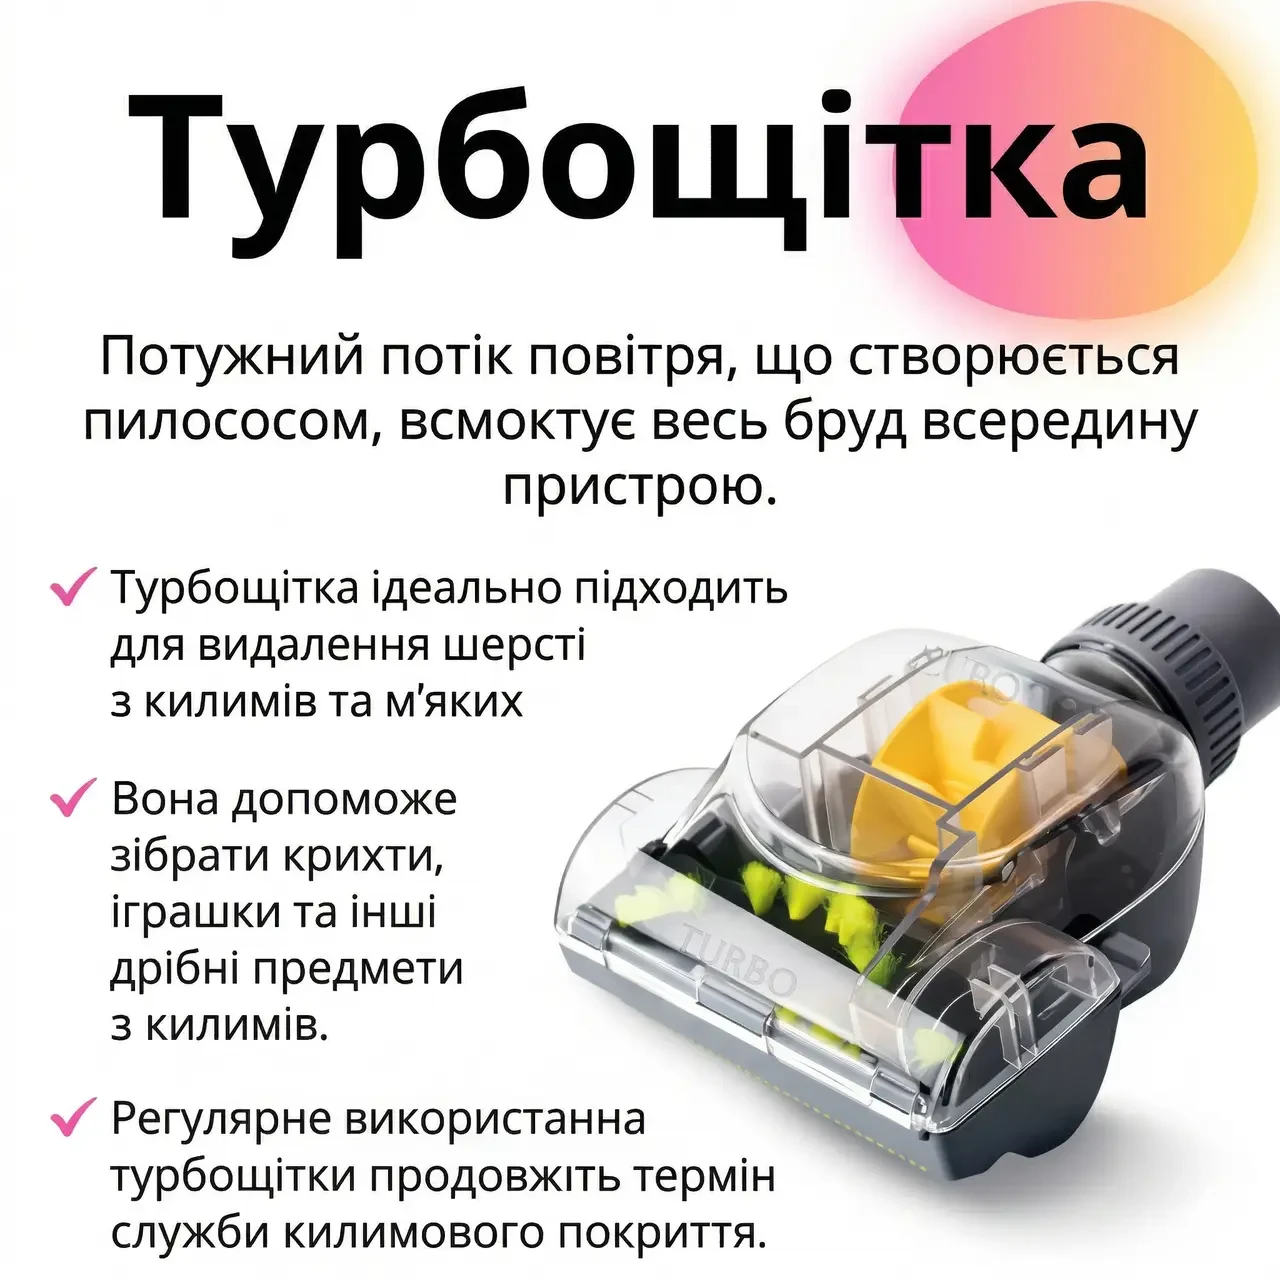 Турбощітка
Потужний потік повітря, що створюється
пилососом, всмоктує весь бруд всередину
пристрою.
Турбощітка ідеально підходить
для видалення шерсті
з килимів та м’яких
Вона допоможе
зібрати крихти,
іграшки та інші
дрібні предмети
з килимів.
TURBO
TURBO
Регулярне використанна
турбощітки продовжіть термін
служби килимового покриття.